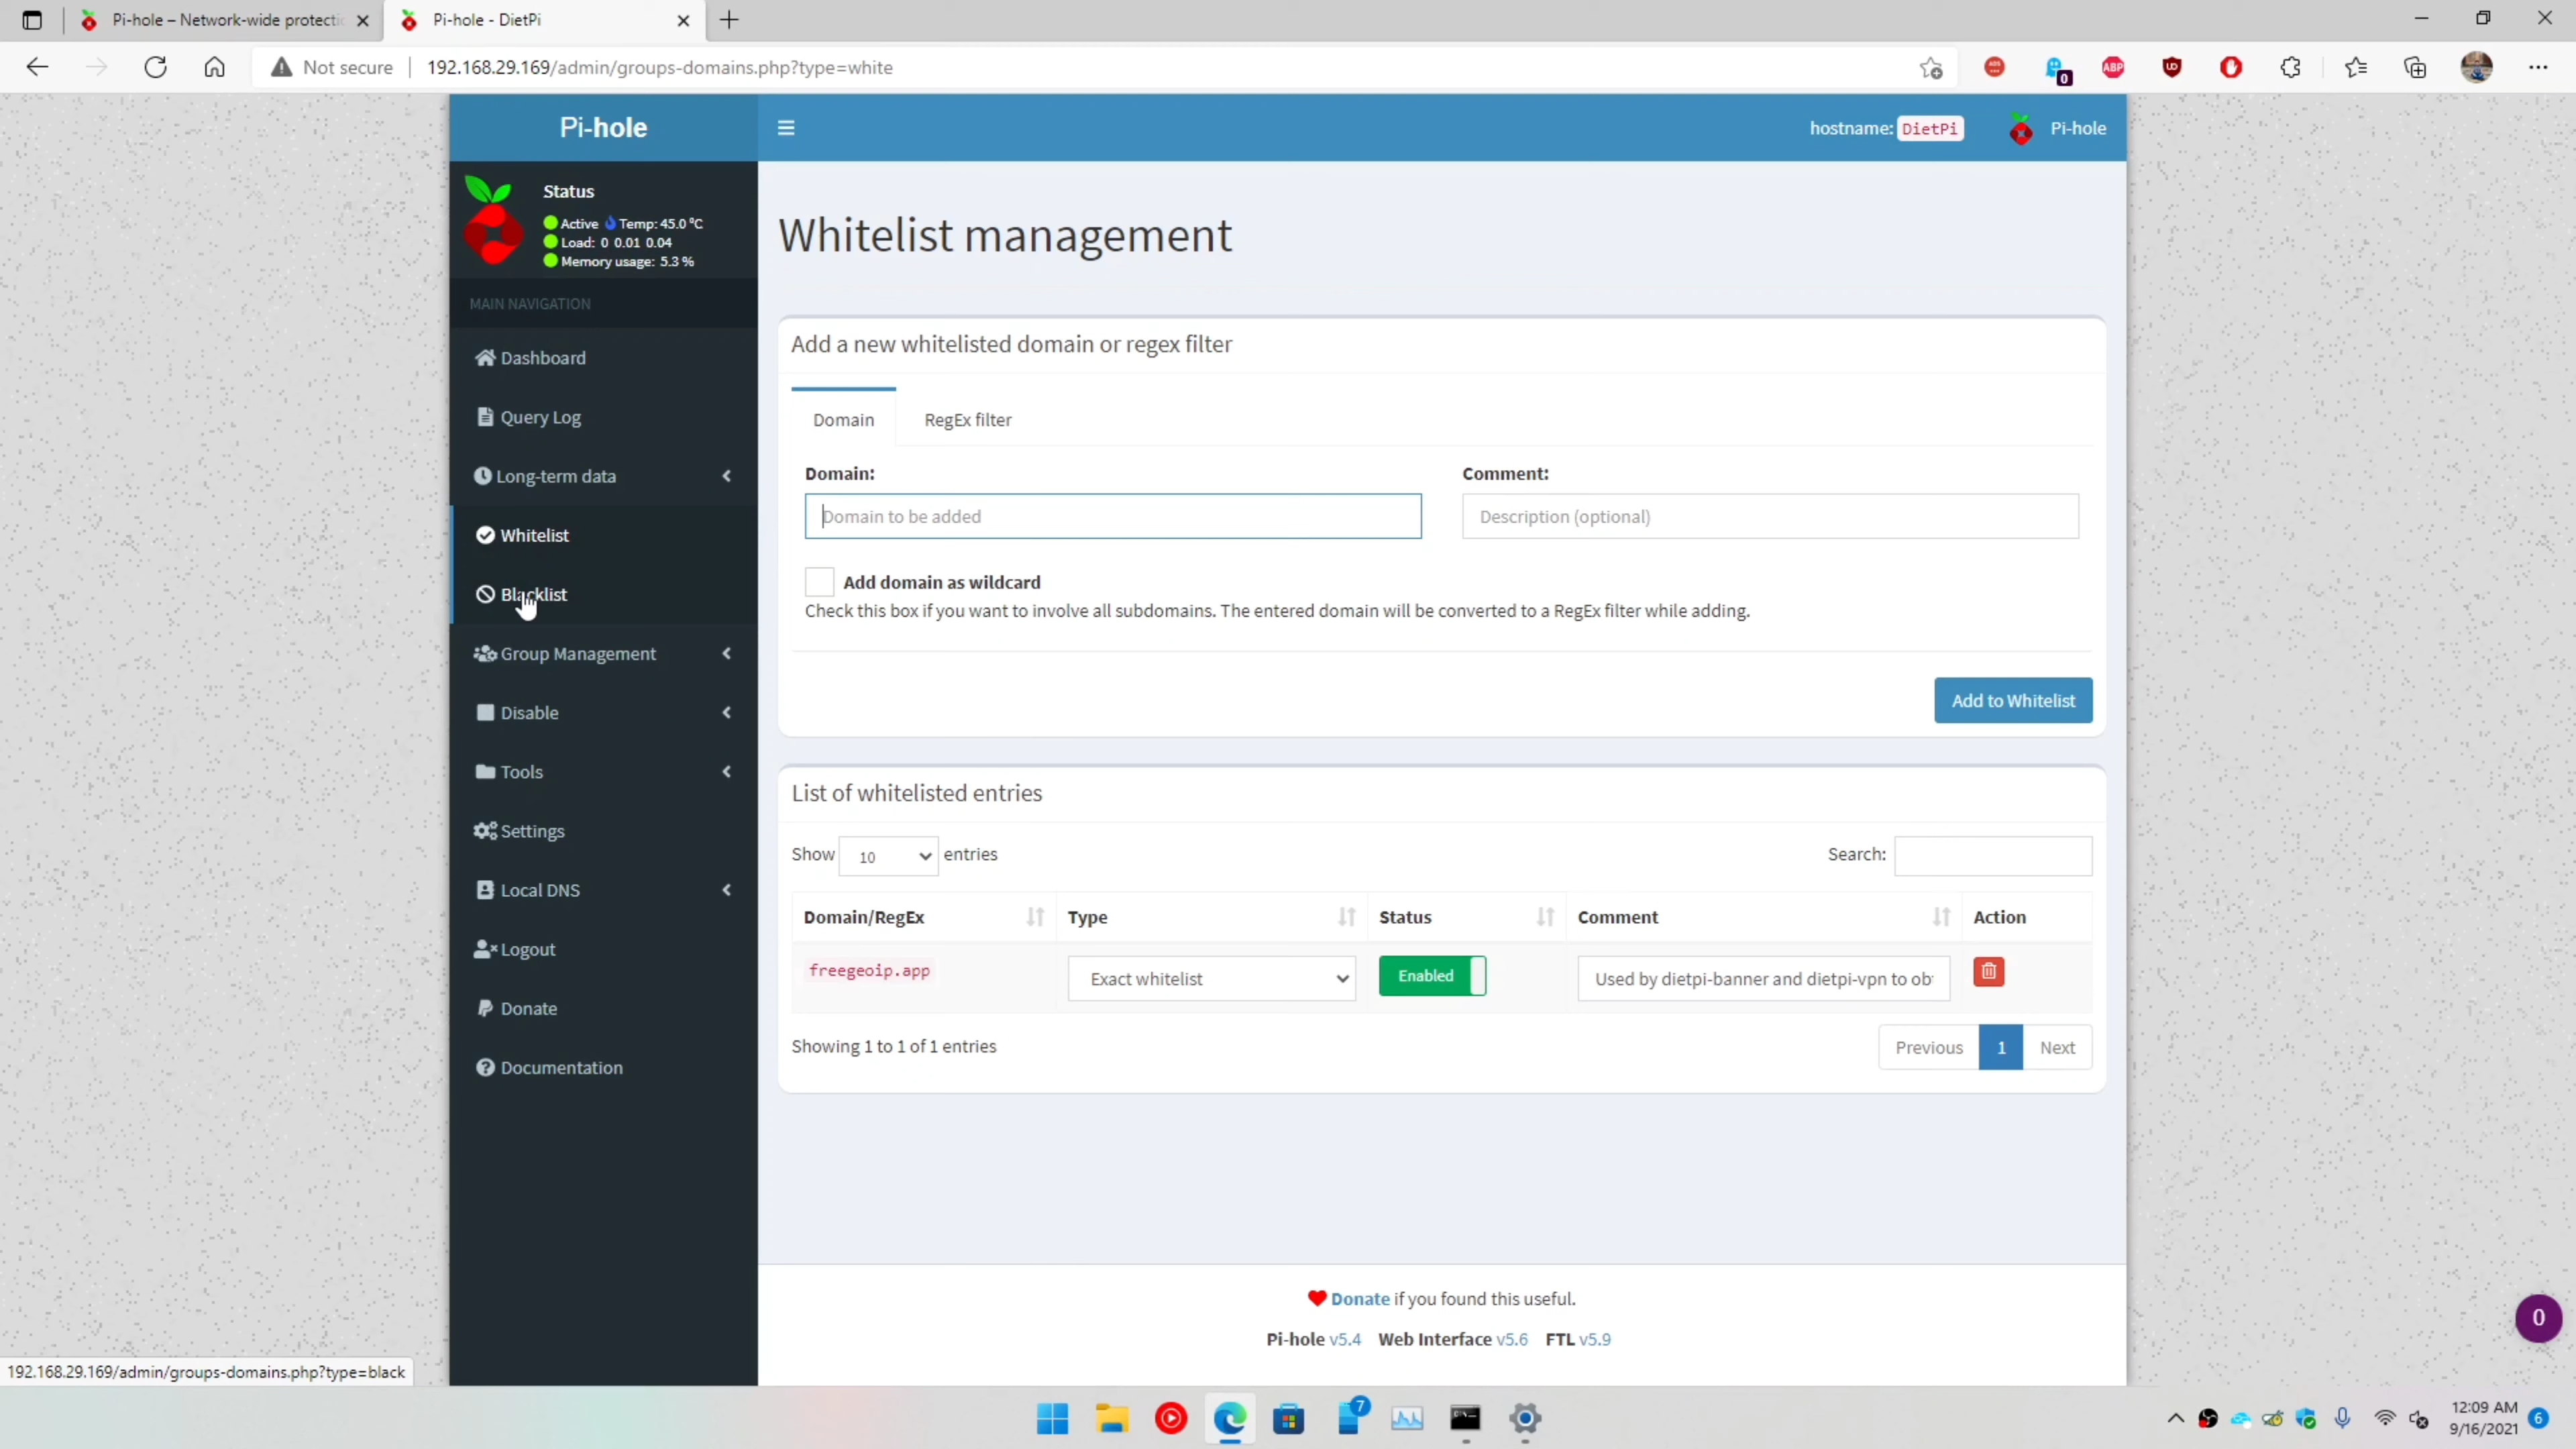 Pi-hole – Network-wide protectic
Pi-hole - DietPi
Not secure
192.168.29.169/admin/groups-domains.php?type=white
ABP
0
Pi-hole
hostname: DietPi
Pi-hole
Status
Active Temp: 45.0 °C
Load: 0 0.01 0.04
Memory usage: 5.3 %
MAIN NAVIGATION
Dashboard
Query Log
Long-term data
Whitelist
Blacklist
Group Management
Disable
Tools
Settings
Local DNS
Logout
Donate
Documentation
Whitelist management
Add a new whitelisted domain or regex filter
Domain RegEx filter
Domain: Comment:
Domain to be added Description (optional)
Add domain as wildcard
Check this box if you want to involve all subdomains. The entered domain will be converted to a RegEx filter while adding.
Add to Whitelist
List of whitelisted entries
Show 10 entries Search:
Domain/RegEx Type Status Comment Action
freegeoip.app Exact whitelist Enabled Used by dietpi-banner and dietpi-vpn to ob
Showing 1 to 1 of 1 entries Previous 1 Next
Donate if you found this useful.
Pi-hole v5.4 Web Interface v5.6 FTL v5.9
0
192.168.29.169/admin/groups-domains.php?type=black
7
12:09 AM
9/16/2021
6